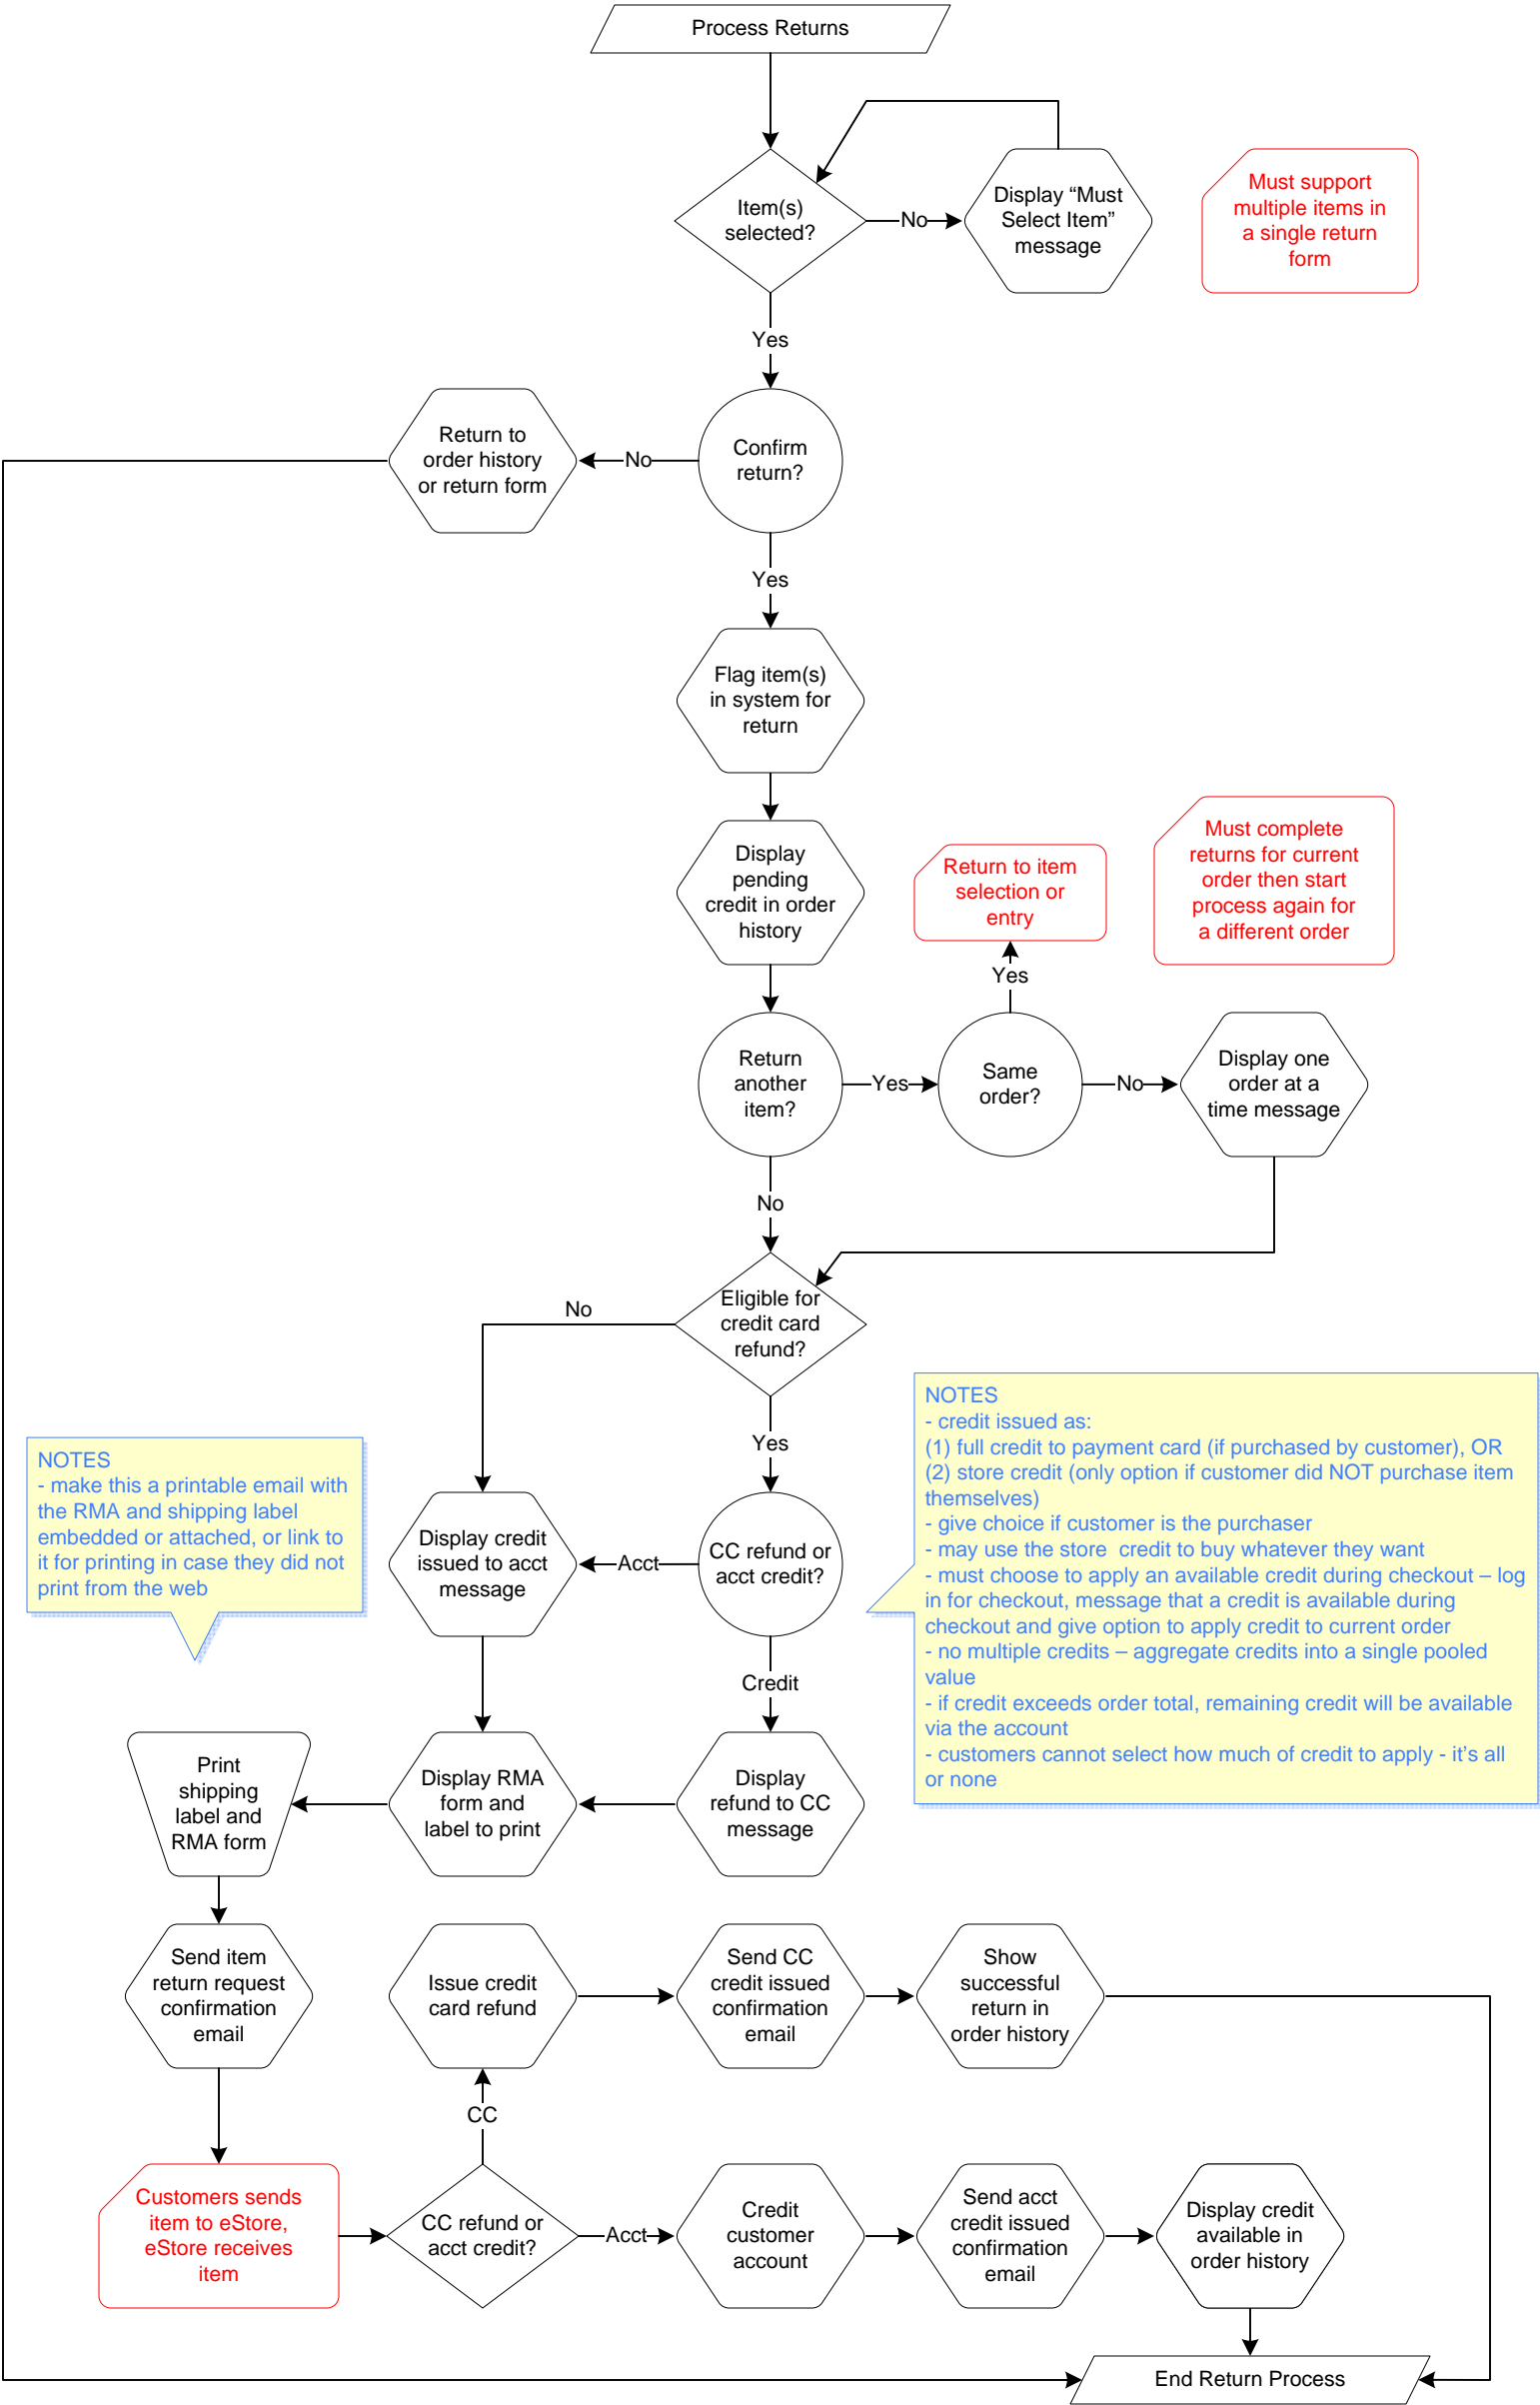 Process Returns
Item(s)
selected?
No
Display “Must
Select Item”
message
Must support
multiple items in
a single return
form
Yes
Return to
order history
or return form
No
Confirm
return?
Yes
Flag item(s)
in system for
return
Display
pending
credit in order
history
Return to item
selection or
entry
Must complete
returns for current
order then start
process again for
a different order
Yes
Return
another
item?
Yes
Same
order?
No
Display one
order at a
time message
No
Eligible for
credit card
refund?
No
Yes
NOTES
- make this a printable email with
the RMA and shipping label
embedded or attached, or link to
it for printing in case they did not
print from the web
Display credit
issued to acct
message
Acct
CC refund or
acct credit?
NOTES
- credit issued as:
(1) full credit to payment card (if purchased by customer), OR
(2) store credit (only option if customer did NOT purchase item
themselves)
- give choice if customer is the purchaser
- may use the store  credit to buy whatever they want
- must choose to apply an available credit during checkout – log
in for checkout, message that a credit is available during
checkout and give option to apply credit to current order
- no multiple credits – aggregate credits into a single pooled
value
- if credit exceeds order total, remaining credit will be available
via the account
- customers cannot select how much of credit to apply - it’s all
or none
Credit
Print
shipping
label and
RMA form
Display RMA
form and
label to print
Display
refund to CC
message
Send item
return request
confirmation
email
Issue credit
card refund
Send CC
credit issued
confirmation
email
Show
successful
return in
order history
CC
Customers sends
item to eStore,
eStore receives
item
CC refund or
acct credit?
Acct
Credit
customer
account
Send acct
credit issued
confirmation
email
Display credit
available in
order history
End Return Process